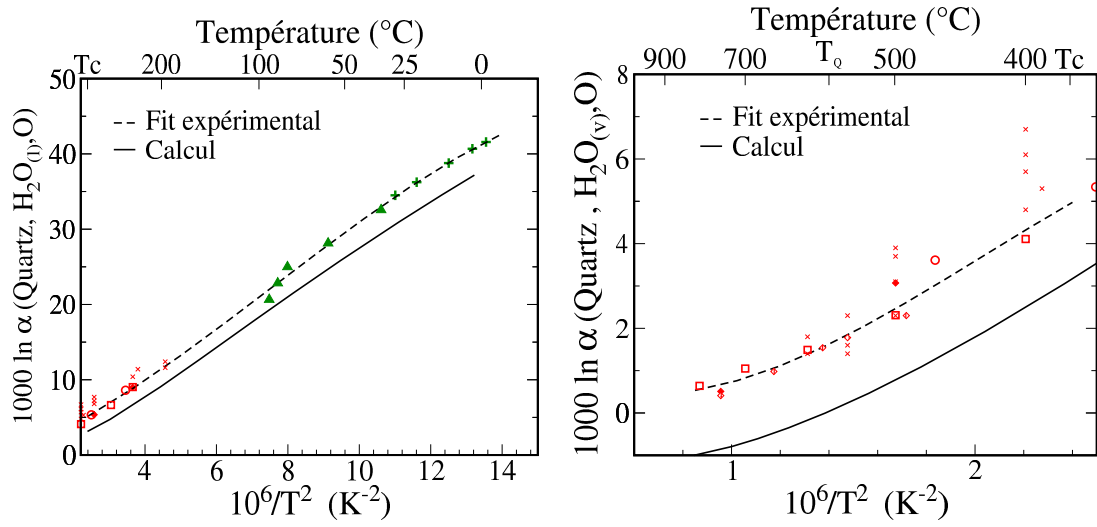 Température (°C)
Tc 200 100 50 25 0
50
40
30
20
10
0
1000 ln α (Quartz, H2O(l),O)
Fit expérimental
Calcul
4 6 8 10 12 14
10^6/T^2 (K^-2)
Température (°C)
900 700 TQ 500 400 Tc
8
6
4
2
0
1000 ln α (Quartz , H2O(v),O)
Fit expérimental
Calcul
1 2
10^6/T^2 (K^-2)